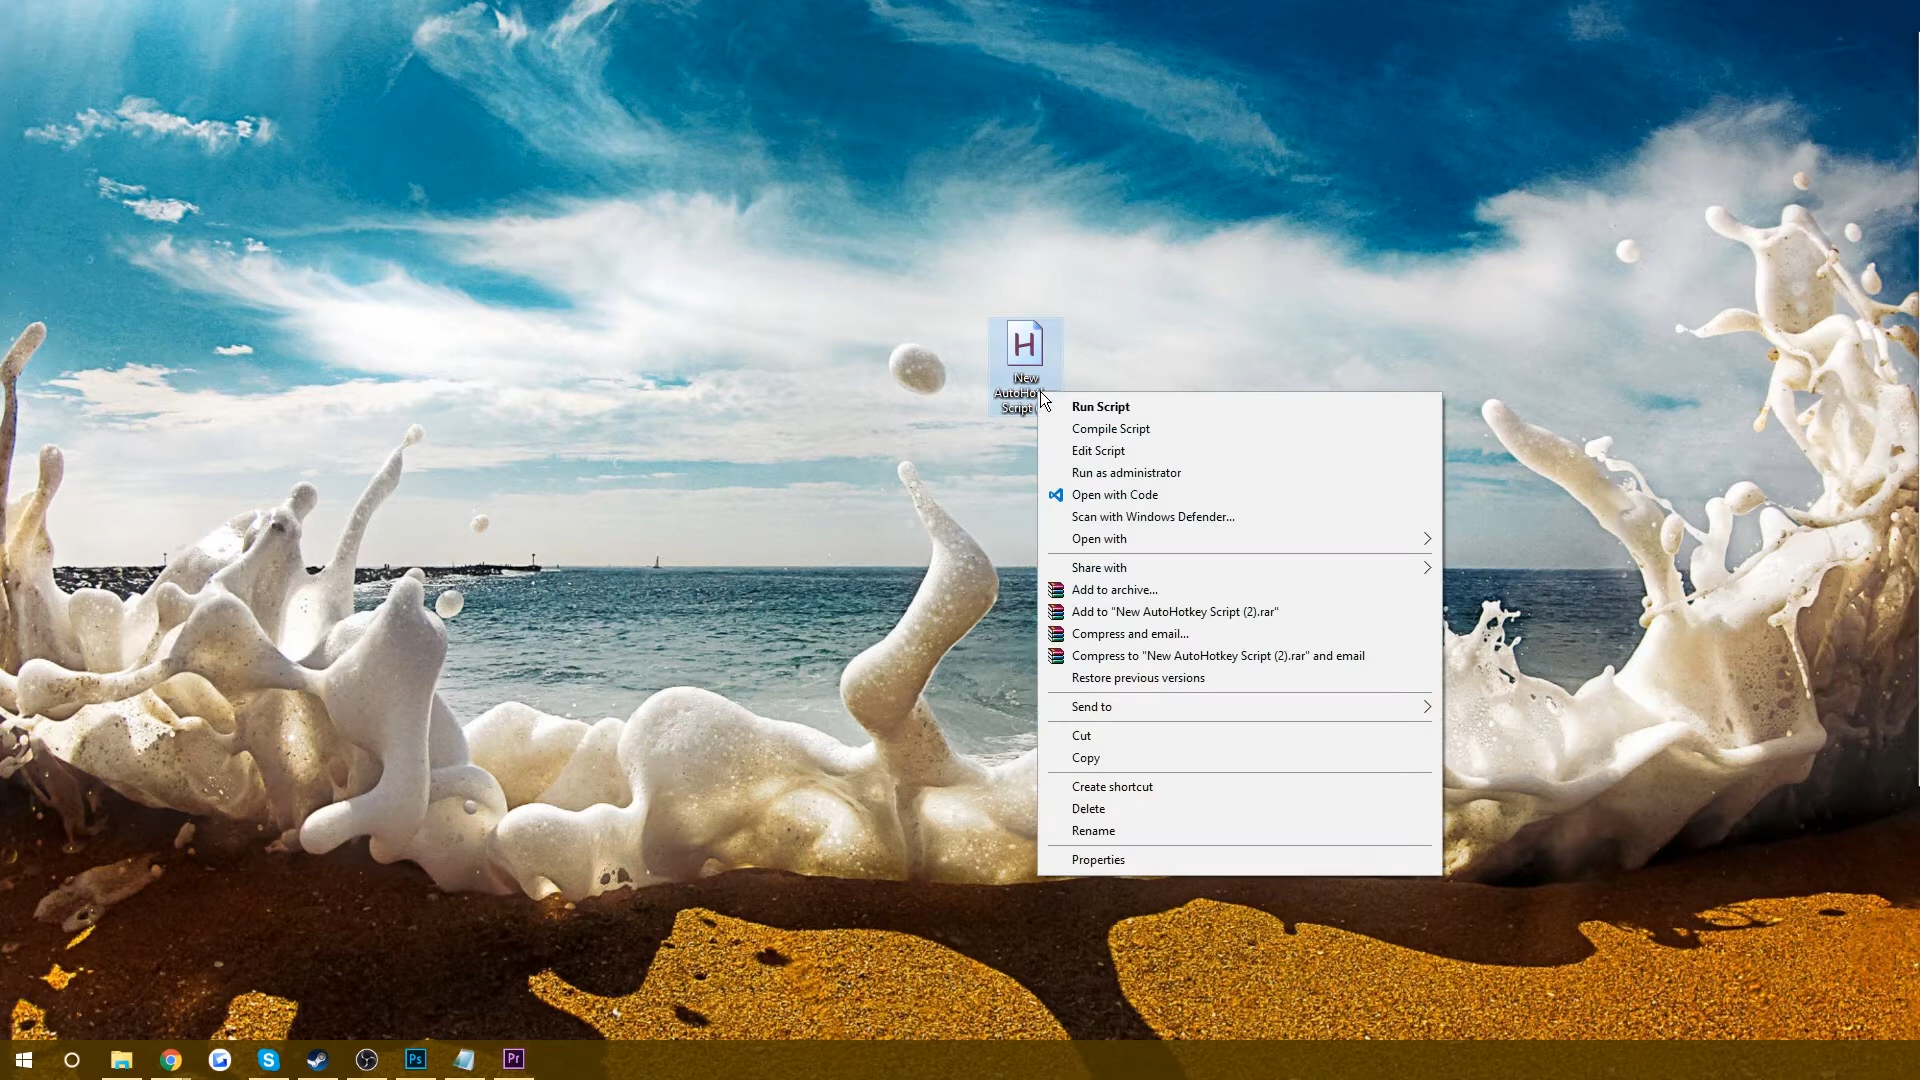 H
New
AutoHo
Script
Run Script
Compile Script
Edit Script
Run as administrator
Open with Code
Scan with Windows Defender...
Open with
Share with
Add to archive...
Add to "New AutoHotkey Script (2).rar"
Compress and email...
Compress to "New AutoHotkey Script (2).rar" and email
Restore previous versions
Send to
Cut
Copy
Create shortcut
Delete
Rename
Properties
Ps
Pr